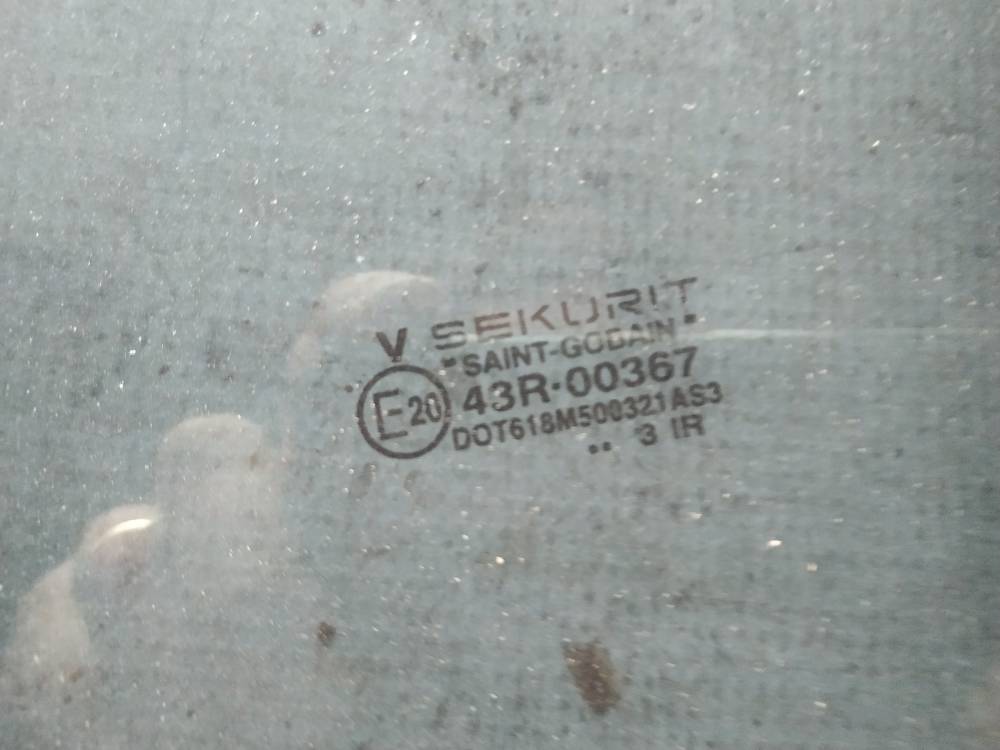 V SEKURIT
"SAINT-GOBAIN"
E20 43R-00367
DOT618M500321AS3
.. 3 IR